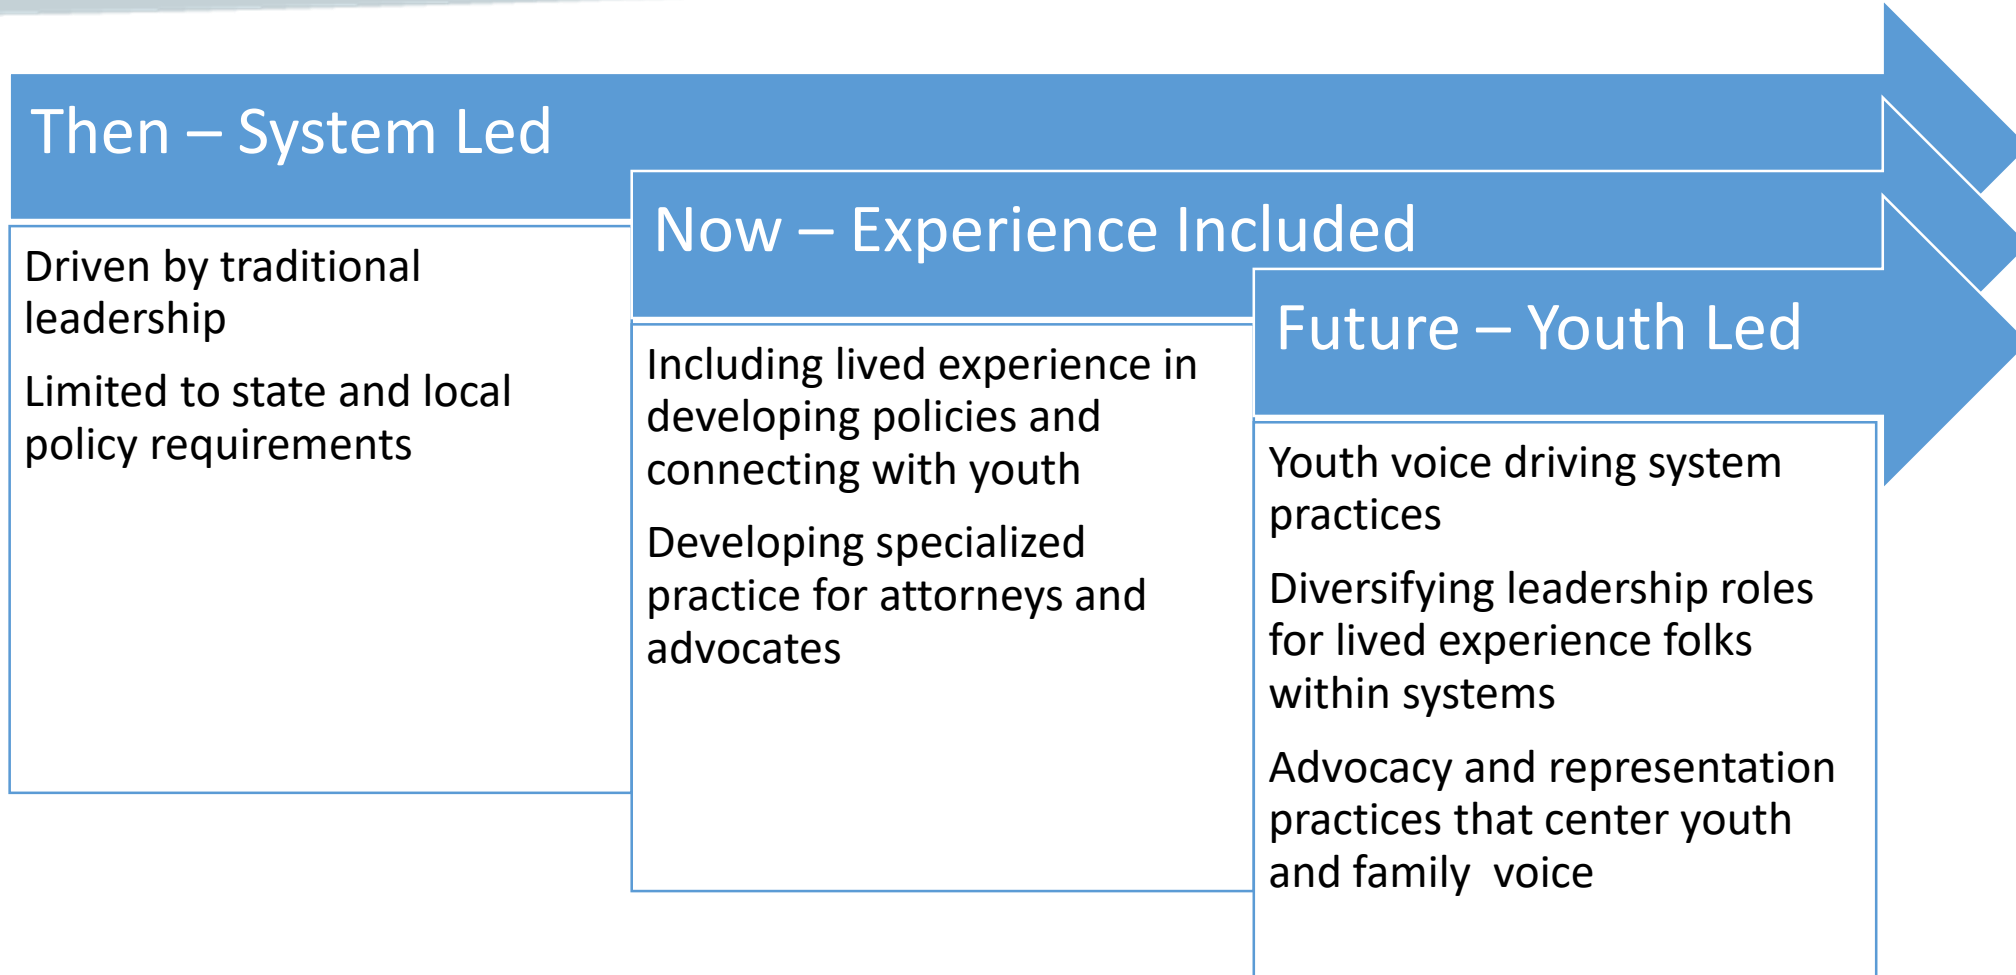 Then – System Led
Driven by traditional
leadership
Limited to state and local
policy requirements
Now – Experience Included
Including lived experience in
developing policies and
connecting with youth
Developing specialized
practice for attorneys and
advocates
Future – Youth Led
Youth voice driving system
practices
Diversifying leadership roles
for lived experience folks
within systems
Advocacy and representation
practices that center youth
and family  voice